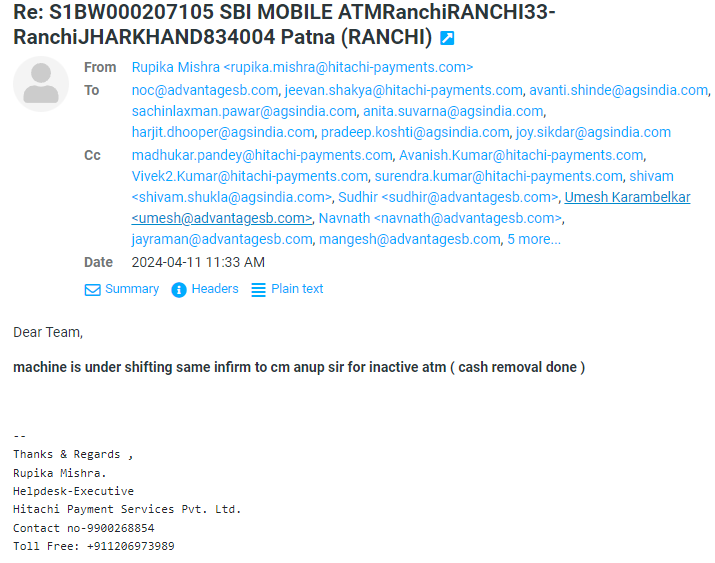 Re: S1BW000207105 SBI MOBILE ATMRanchiRANCHI33-
RanchiJHARKHAND834004 Patna (RANCHI)
From Rupika Mishra <rupika.mishra@hitachi-payments.com>
To noc@advantagesb.com, jeevan.shakya@hitachi-payments.com, avanti.shinde@agsindia.com,
sachinlaxman.pawar@agsindia.com, anita.suvarna@agsindia.com,
harjit.dhooper@agsindia.com, pradeep.koshti@agsindia.com, joy.sikdar@agsindia.com
Cc madhukar.pandey@hitachi-payments.com, Avanish.Kumar@hitachi-payments.com,
Vivek2.Kumar@hitachi-payments.com, surendra.kumar@hitachi-payments.com, shivam
<shivam.shukla@agsindia.com>, Sudhir <sudhir@advantagesb.com>, Umesh Karambelkar
<umesh@advantagesb.com>, Navnath <navnath@advantagesb.com>,
jayraman@advantagesb.com, mangesh@advantagesb.com, 5 more...
Date 2024-04-11 11:33 AM
Summary Headers Plain text
Dear Team,
machine is under shifting same infirm to cm anup sir for inactive atm ( cash removal done )
--
Thanks & Regards ,
Rupika Mishra.
Helpdesk-Executive
Hitachi Payment Services Pvt. Ltd.
Contact no-9900268854
Toll Free: +911206973989